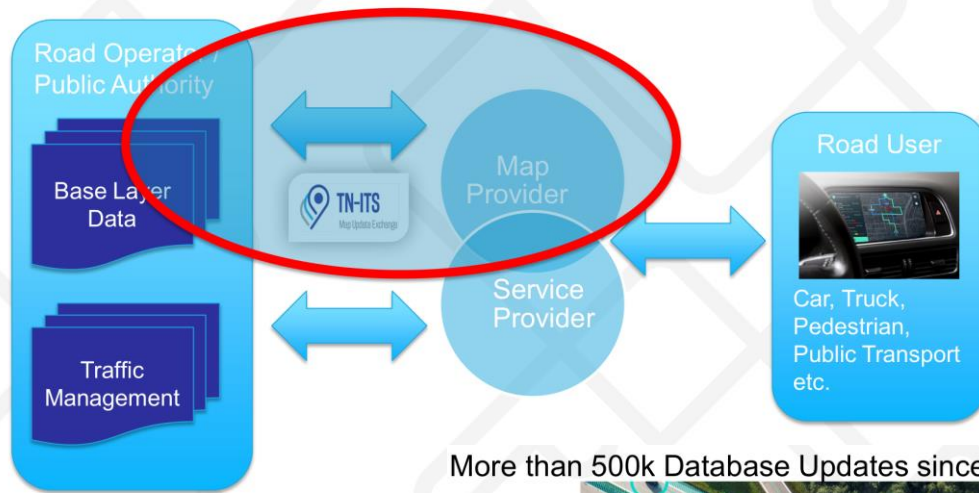 Road Operator /
Public Authority
Base Layer
Data
Traffic
Management
TN-ITS
Map Update Exchange
Map
Provider
Service
Provider
Road User
Car, Truck,
Pedestrian,
Public Transport
etc.
More than 500k Database Updates since